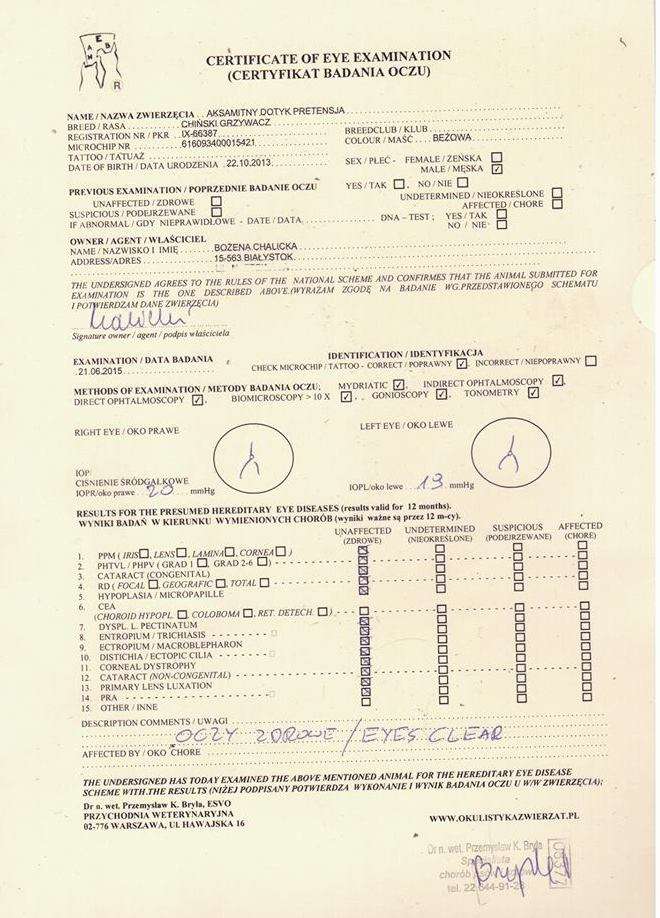 EB
AN
R
CERTIFICATE OF EYE EXAMINATION
(CERTYFIKAT BADANIA OCZU)
NAME / NAZWA ZWIERZĘCIA AKSAMITNY DOTYK PRETENSJA
BREED / RASA CHIŃSKI GRZYWACZ
REGISTRATION NR / PKR IX-66387 BREEDCLUB / KLUB
MICROCHIP NR 616093400015421 COLOUR / MAŚĆ BEŻOWA
TATTOO / TATUAŻ SEX / PŁEĆ - FEMALE / ŻEŃSKA ☐
DATE OF BIRTH / DATA URODZENIA 22.10.2013 MALE / MĘSKA ☑
PREVIOUS EXAMINATION / POPRZEDNIE BADANIE OCZU YES / TAK ☐, NO / NIE ☐
UNAFFECTED / ZDROWE ☐ UNDETERMINED / NIEOKREŚLONE ☐
SUSPICIOUS / PODEJRZEWANE ☐ AFFECTED / CHORE ☐
IF ABNORMAL / GDY NIEPRAWIDŁOWE - DATE / DATA DNA – TEST ; YES / TAK ☐
NO / NIE ☐
OWNER / AGENT / WŁAŚCICIEL
NAME / NAZWISKO I IMIĘ BOŻENA CHALICKA
ADDRESS/ADRES 15-563 BIAŁYSTOK
THE UNDERSIGNED AGREES TO THE RULES OF THE NATIONAL SCHEME AND CONFIRMES THAT THE ANIMAL SUBMITTED FOR
EXAMINATION IS THE ONE DESCRIBED ABOVE.(WYRAŻAM ZGODĘ NA BADANIE WG.PRZEDSTAWIONEGO SCHEMATU
I POTWIERDZAM DANE ZWIERZĘCIA)
Signature owner / agent / podpis właściciela
EXAMINATION / DATA BADANIA IDENTIFICATION / IDENTYFIKACJA
21.06.2015 CHECK MICROCHIP / TATTOO - CORRECT / POPRAWNY ☑, INCORRECT / NIEPOPRAWNY ☐
METHODS OF EXAMINATION / METODY BADANIA OCZU; MYDRIATIC ☑, INDIRECT OPHTALMOSCOPY ☑,
DIRECT OPHTALMOSCOPY ☑, BIOMICROSCOPY > 10 X ☑, GONIOSCOPY ☑, TONOMETRY ☑
RIGHT EYE / OKO PRAWE LEFT EYE / OKO LEWE
IOP/
CIŚNIENIE ŚRÓDGAŁKOWE
IOPR/oko prawe 20 mmHg IOPL/oko lewe 19 mmHg
RESULTS FOR THE PRESUMED HEREDITARY EYE DISEASES (results valid for 12 months).
WYNIKI BADAŃ W KIERUNKU WYMIENIONYCH CHORÓB (wyniki ważne są przez 12 m-cy).
UNAFFECTED UNDETERMINED SUSPICIOUS AFFECTED
(ZDROWE) (NIEOKREŚLONE) (PODEJRZEWANE) (CHORE)
1. PPM ( IRIS ☐, LENS ☐, LAMINA ☐, CORNEA ☐ )
2. PHTVL / PHPV ( GRAD 1 ☐, GRAD 2-6 ☐ )
3. CATARACT (CONGENITAL)
4. RD ( FOCAL ☐, GEOGRAFIC ☐, TOTAL ☐
5. HYPOPLASIA / MICROPAPILLE
6. CEA
(CHOROID HYPOPL. ☐, COLOBOMA ☐, RET. DETECH. ☐ )
7. DYSPL. L. PECTINATUM
8. ENTROPIUM / TRICHIASIS
9. ECTROPIUM / MACROBLEPHARON
10. DISTICHIA / ECTOPIC CILIA
11. CORNEAL DYSTROPHY
12. CATARACT (NON-CONGENITAL)
13. PRIMARY LENS LUXATION
14. PRA
15. OTHER / INNE
DESCRIPTION COMMENTS / UWAGI
OCZY ZDROWE / EYES CLEAR
AFFECTED BY / OKO CHORE
THE UNDERSIGNED HAS TODAY EXAMINED THE ABOVE MENTIONED ANIMAL FOR THE HEREDITARY EYE DISEASE
SCHEME WITH.THE RESULTS (NIŻEJ PODPISANY POTWIERDZA WYKONANIE I WYNIK BADANIA OCZU U W/W ZWIERZĘCIA);
Dr n. wet. Przemysław K. Bryla, ESVO
PRZYCHODNIA WETERYNARYJNA WWW.OKULISTYKAZWIERZAT.PL
02-776 WARSZAWA, UL HAWAJSKA 16
Dr n. wet. Przemysław K. Bryla
Specjalista
tel. 22 644-91-28